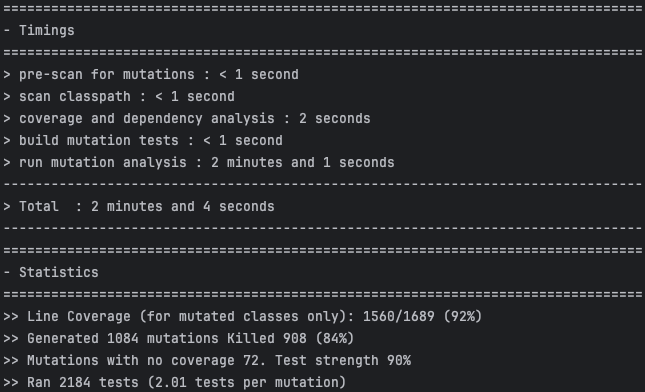 ================================================================================
- Timings
================================================================================
> pre-scan for mutations : < 1 second
> scan classpath : < 1 second
> coverage and dependency analysis : 2 seconds
> build mutation tests : < 1 second
> run mutation analysis : 2 minutes and 1 seconds
--------------------------------------------------------------------------------
> Total  : 2 minutes and 4 seconds
--------------------------------------------------------------------------------
================================================================================
- Statistics
================================================================================
>> Line Coverage (for mutated classes only): 1560/1689 (92%)
>> Generated 1084 mutations Killed 908 (84%)
>> Mutations with no coverage 72. Test strength 90%
>> Ran 2184 tests (2.01 tests per mutation)